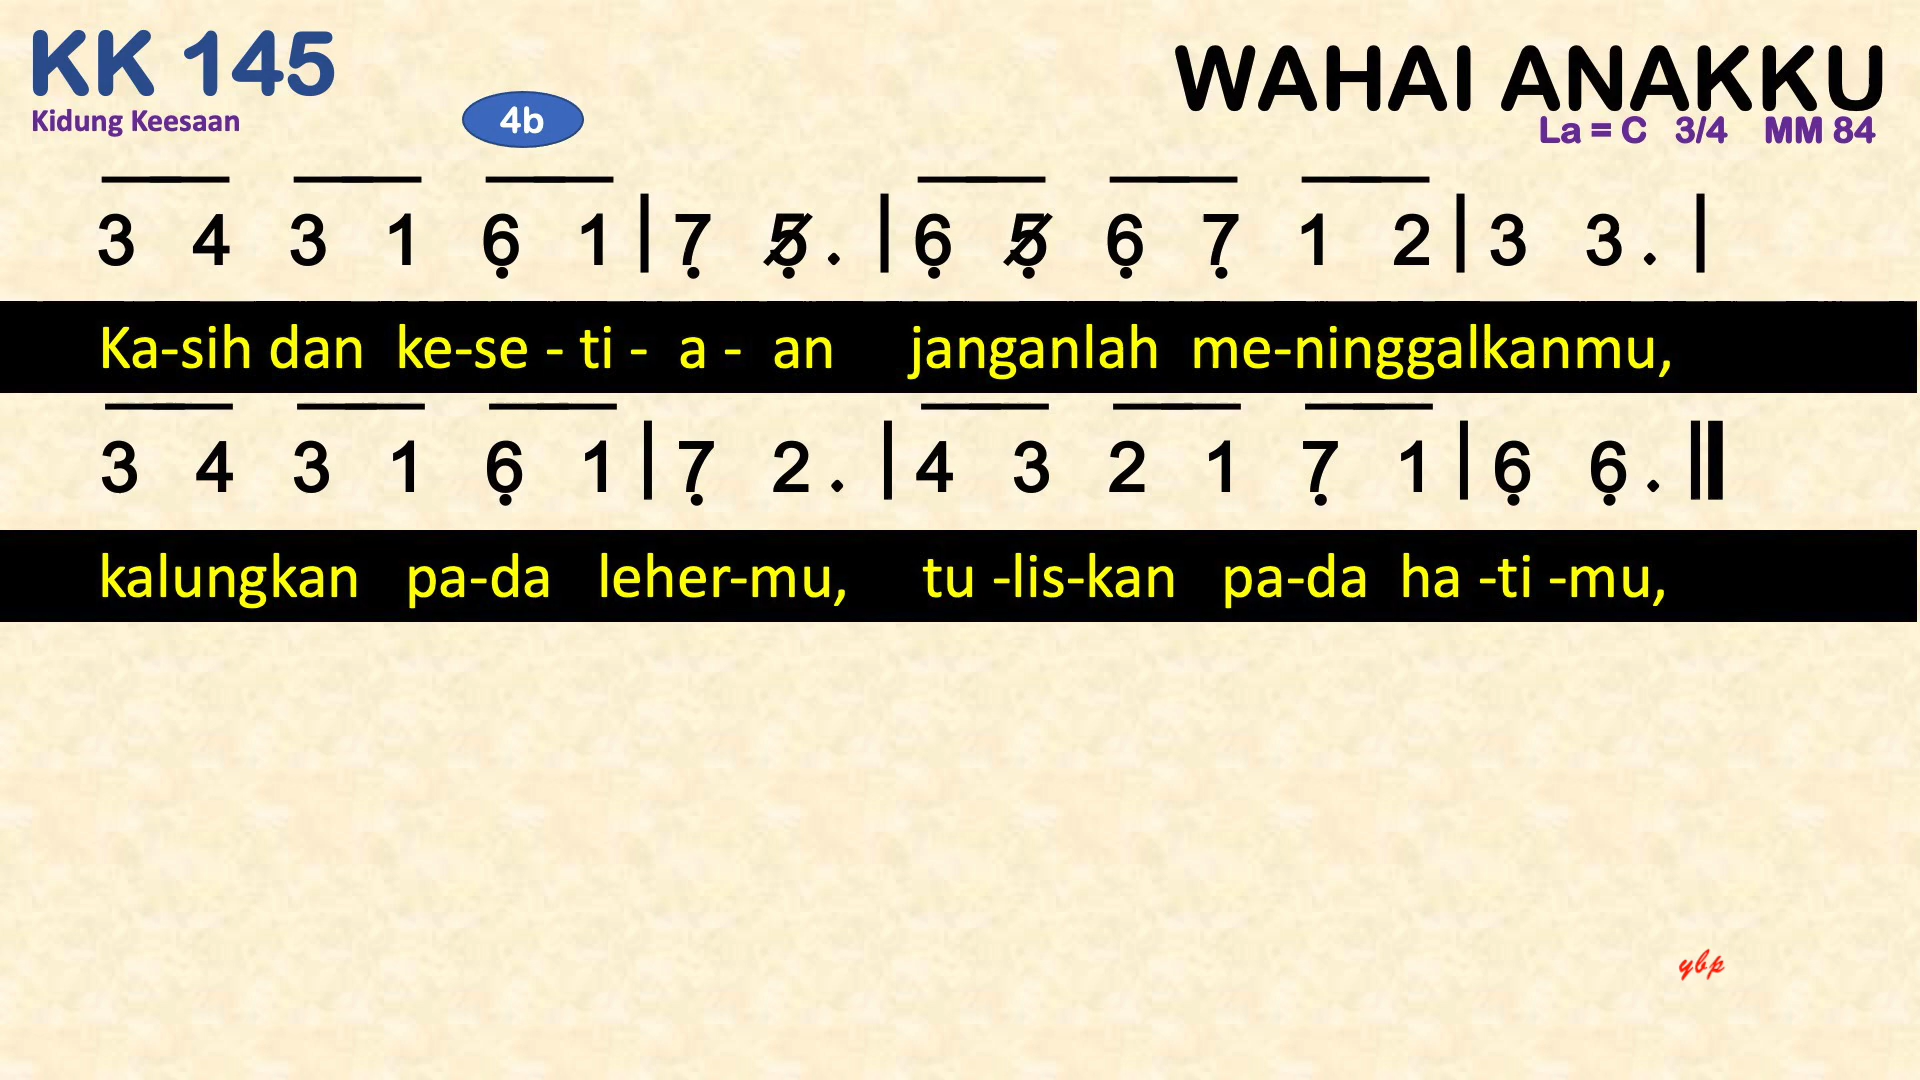 KK 145
WAHAI ANAKKU
Kidung Keesaan
4b
La = C 3/4 MM 84
3 4 3 1 6̣ 1 | 7̣ 5̸̣ . | 6̣ 5̸̣ 6̣ 7̣ 1 2 | 3 3 . |
Ka-sih dan ke-se - ti - a - an janganlah me-ninggalkanmu,
3 4 3 1 6̣ 1 | 7̣ 2 . | 4 3 2 1 7̣ 1 | 6̣ 6̣ . ||
kalungkan pa-da leher-mu, tu -lis-kan pa-da ha -ti -mu,
ybp